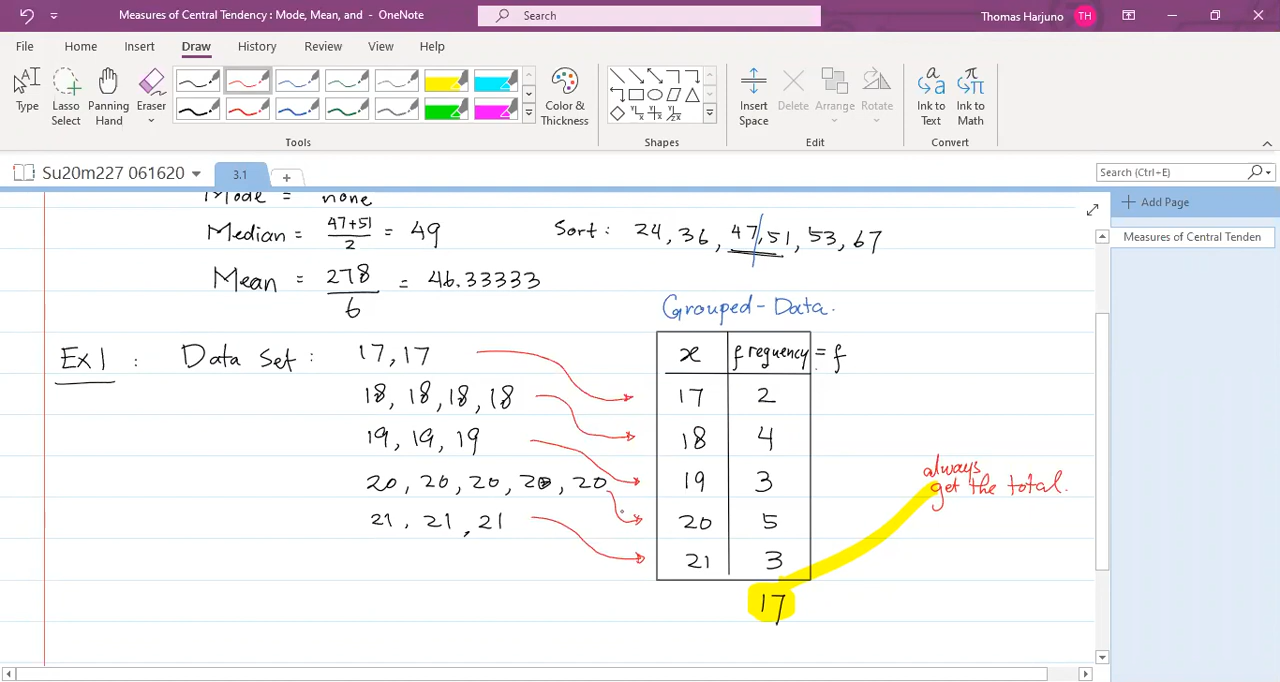 Measures of Central Tendency : Mode, Mean, and - OneNote
Search
Thomas Harjuno
TH
File Home Insert Draw History Review View Help
Type
Lasso Select
Panning Hand
Eraser
Color & Thickness
Insert Space
Delete
Arrange
Rotate
Ink to Text
Ink to Math
Tools
Shapes
Edit
Convert
Su20m227 061620
3.1
Search (Ctrl+E)
Add Page
Measures of Central Tenden
Mode = none
Median = 47+51 / 2 = 49
Sort : 24, 36, 47, 51, 53, 67
Mean = 278 / 6 = 46.33333
Grouped-Data.
Ex 1 : Data Set : 17, 17
18, 18, 18, 18
19, 19, 19
20, 20, 20, 20, 20
21, 21, 21
x frequency = f
17 2
18 4
19 3
20 5
21 3
17
always
get the total.